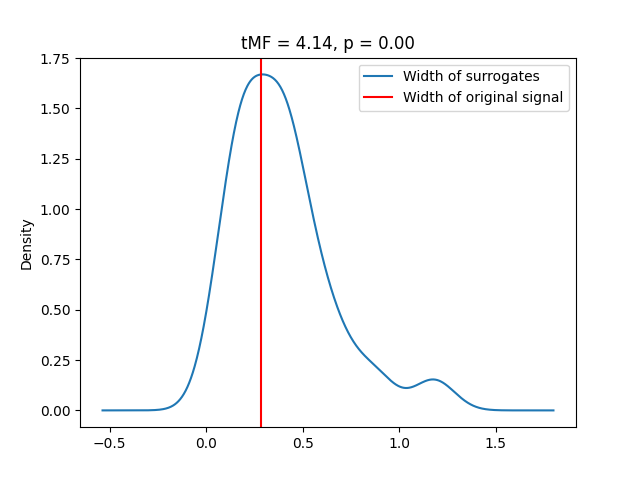 tMF = 4.14, p = 0.00
Width of surrogates
Width of original signal
Density
1.75
1.50
1.25
1.00
0.75
0.50
0.25
0.00
−0.5 0.0 0.5 1.0 1.5